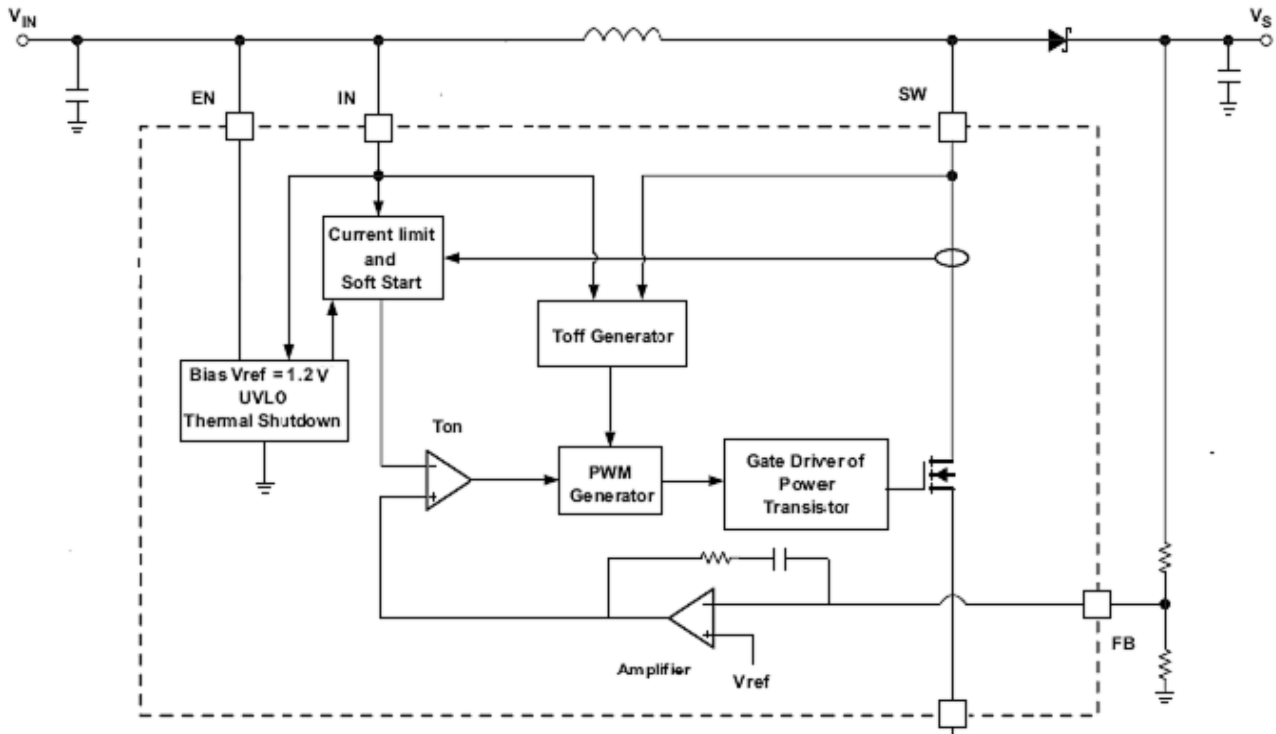 VIN
VS
EN
IN
SW
Current limit
and
Soft Start
Toff Generator
Bias Vref = 1.2 V
UVLO
Thermal Shutdown
Ton
PWM
Generator
Gate Driver of
Power
Transistor
FB
Amplifier
Vref